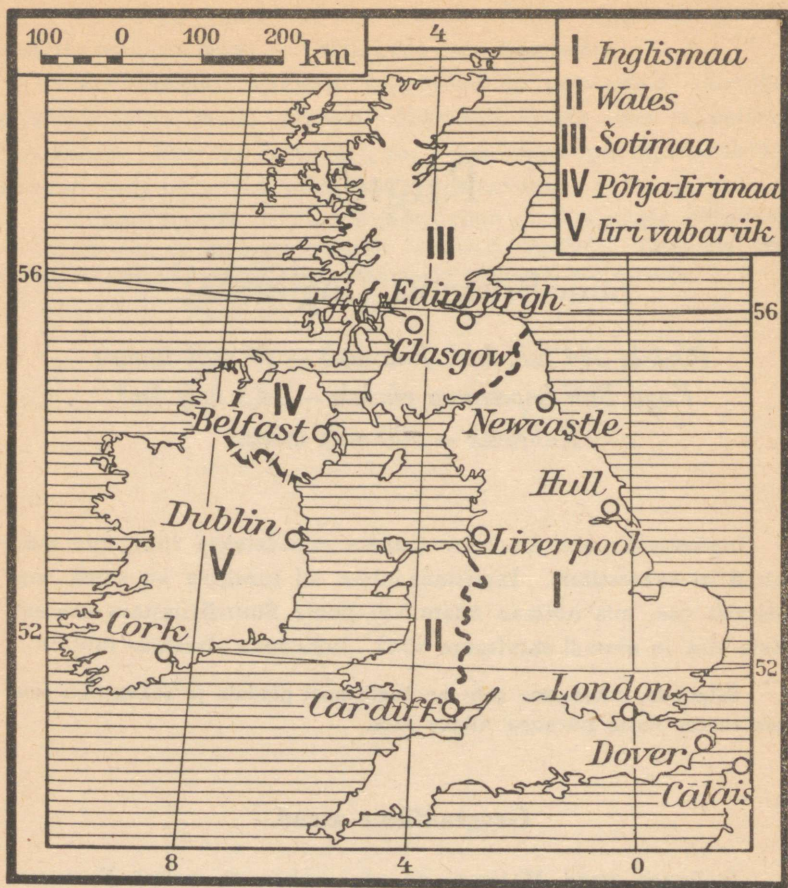 100 0 100 200 km
4
I Inglismaa
II Wales
III Šotimaa
IV Põhja-Iirimaa
V Iiri vabariik
56
III
Edinburgh
56
Glasgow
IV
Belfast
Newcastle
Hull
Dublin
Liverpool
V
I
Cork
II
52
52
London
Cardiff
Dover
Calais
8
4
0